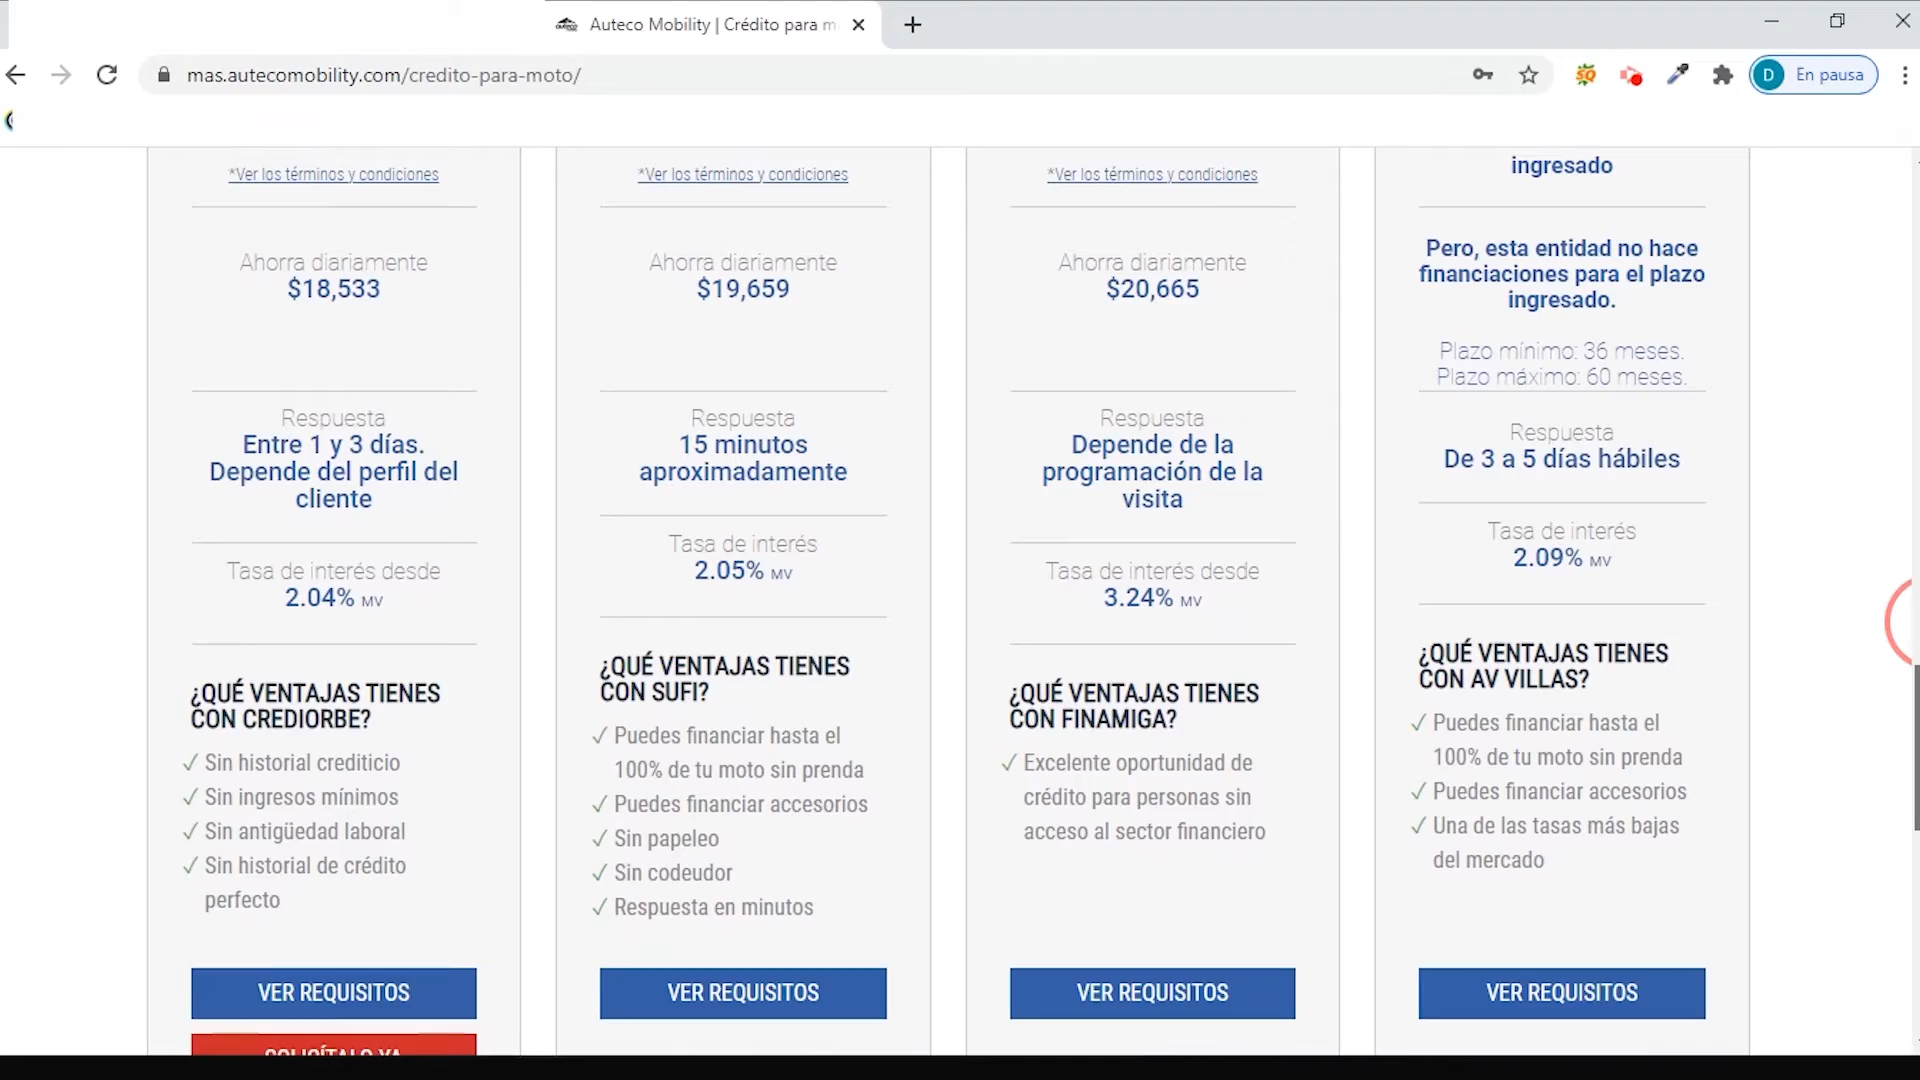 Auteco Mobility | Crédito para m
mas.autecomobility.com/credito-para-moto/
SQ
D
En pausa
*Ver los términos y condiciones
Ahorra diariamente
$18,533
Respuesta
Entre 1 y 3 días.
Depende del perfil del
cliente
Tasa de interés desde
2.04% MV
¿QUÉ VENTAJAS TIENES
CON CREDIORBE?
✓ Sin historial crediticio
✓ Sin ingresos mínimos
✓ Sin antigüedad laboral
✓ Sin historial de crédito
perfecto
VER REQUISITOS
SOLICÍTALO YA
*Ver los términos y condiciones
Ahorra diariamente
$19,659
Respuesta
15 minutos
aproximadamente
Tasa de interés
2.05% MV
¿QUÉ VENTAJAS TIENES
CON SUFI?
✓ Puedes financiar hasta el
100% de tu moto sin prenda
✓ Puedes financiar accesorios
✓ Sin papeleo
✓ Sin codeudor
✓ Respuesta en minutos
VER REQUISITOS
*Ver los términos y condiciones
Ahorra diariamente
$20,665
Respuesta
Depende de la
programación de la
visita
Tasa de interés desde
3.24% MV
¿QUÉ VENTAJAS TIENES
CON FINAMIGA?
✓ Excelente oportunidad de
crédito para personas sin
acceso al sector financiero
VER REQUISITOS
ingresado
Pero, esta entidad no hace
financiaciones para el plazo
ingresado.
Plazo mínimo: 36 meses.
Plazo máximo: 60 meses.
Respuesta
De 3 a 5 días hábiles
Tasa de interés
2.09% MV
¿QUÉ VENTAJAS TIENES
CON AV VILLAS?
✓ Puedes financiar hasta el
100% de tu moto sin prenda
✓ Puedes financiar accesorios
✓ Una de las tasas más bajas
del mercado
VER REQUISITOS